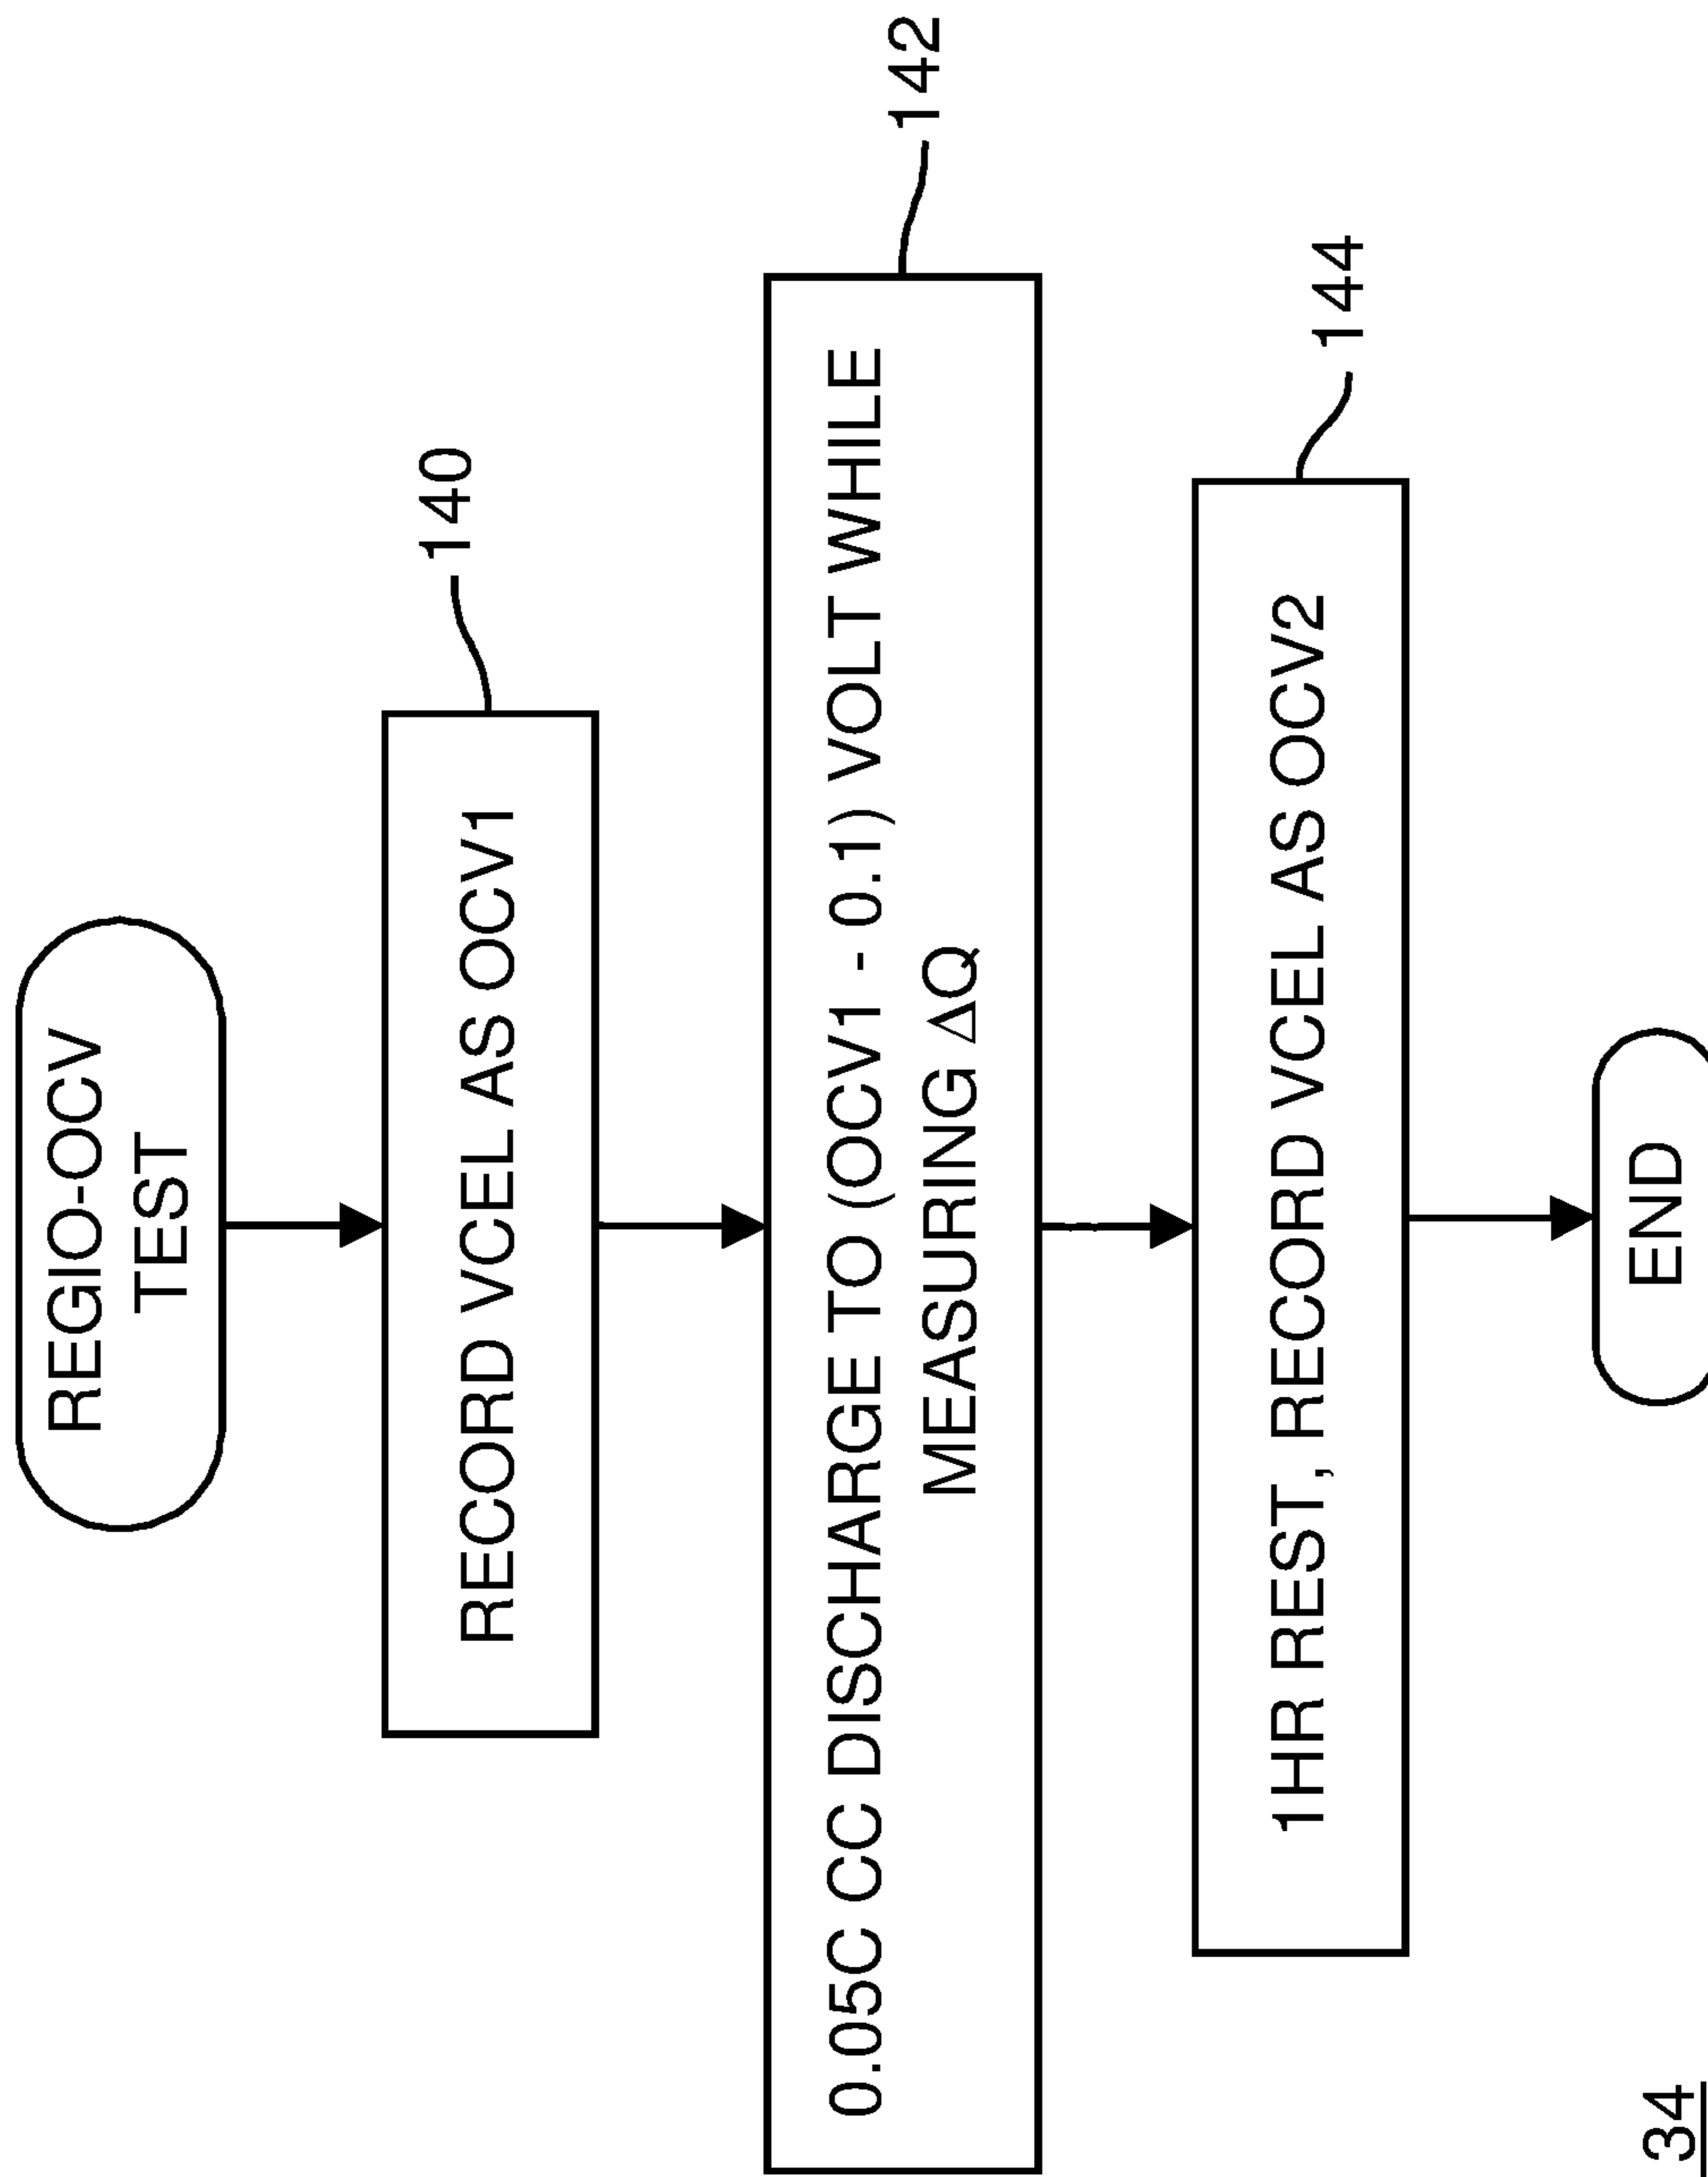 REGIO-OCV
TEST
RECORD VCEL AS OCV1
140
0.05C CC DISCHARGE TO (OCV1 - 0.1) VOLT WHILE
MEASURING ΔQ
142
1HR REST, RECORD VCEL AS OCV2
144
END
34